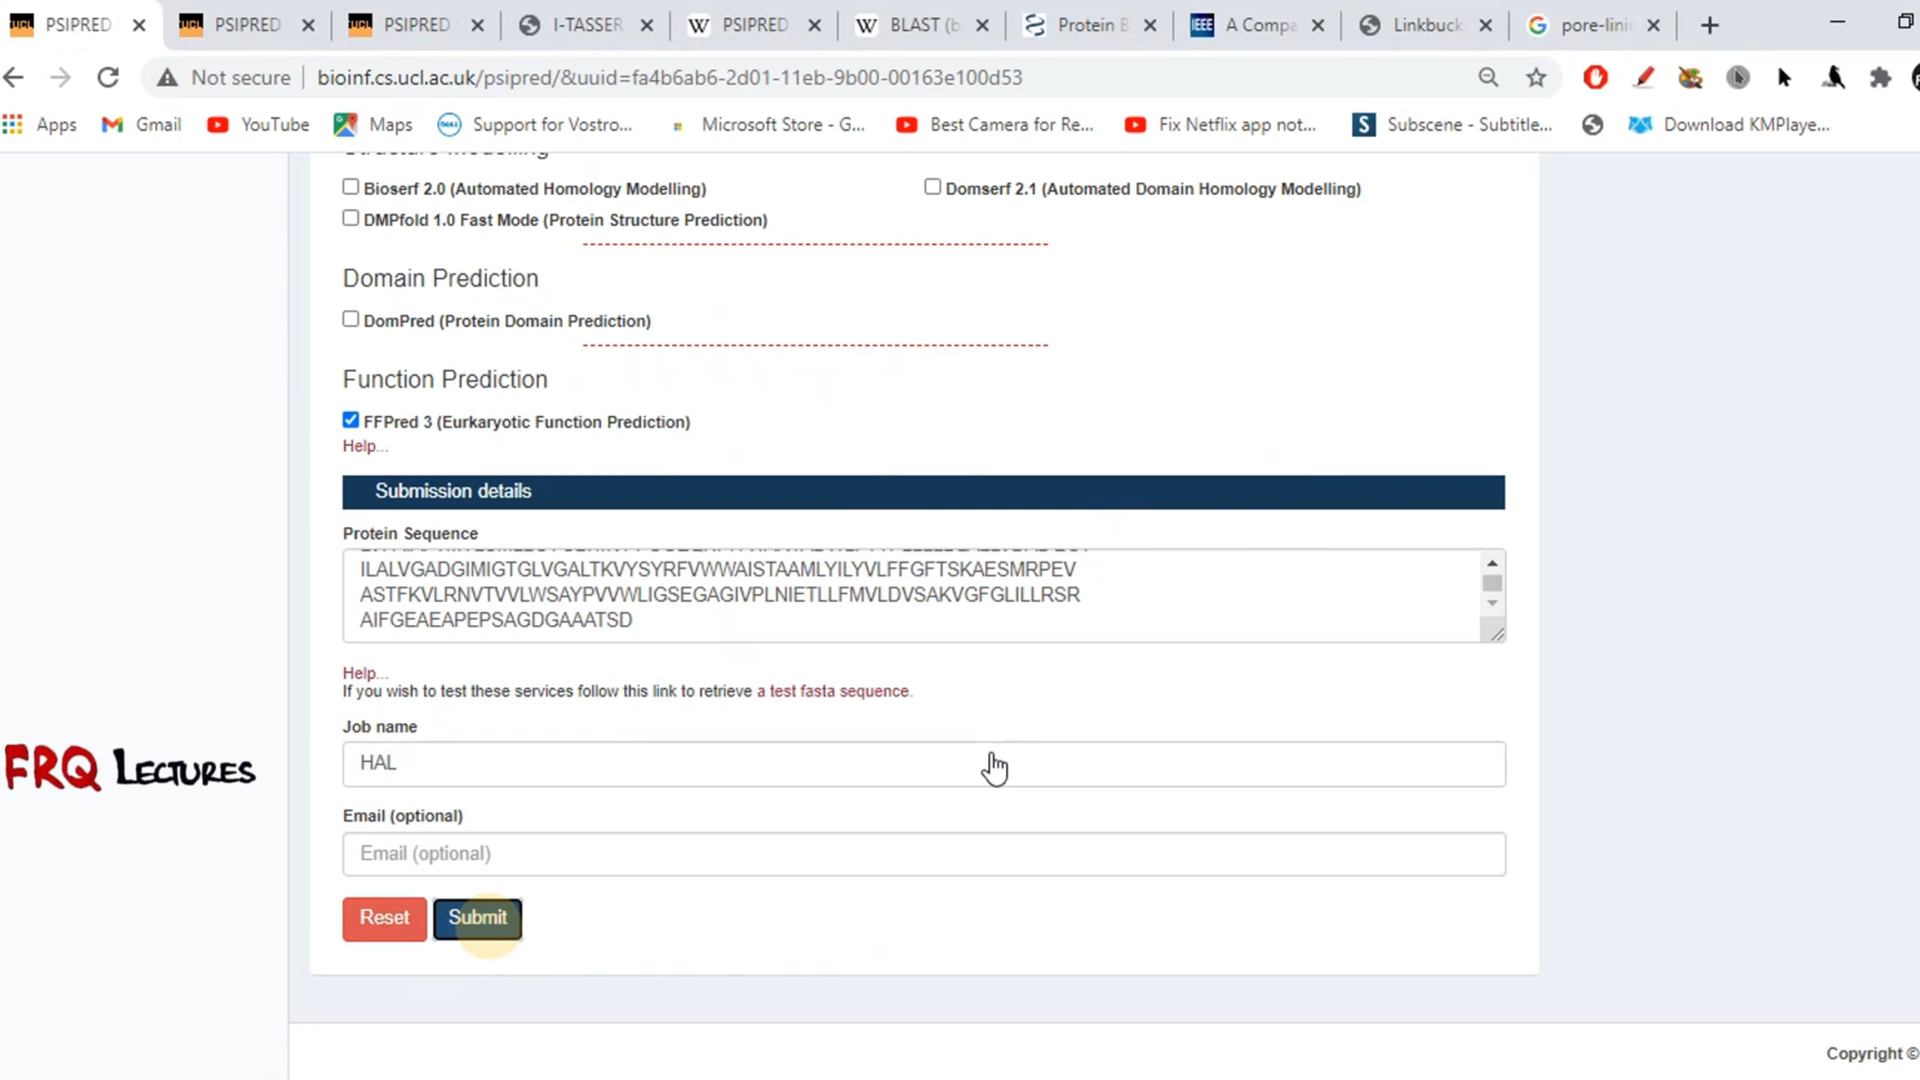 PSIPRED
PSIPRED
PSIPRED
I-TASSER
PSIPRED
BLAST (b
Protein B
A Compa
Linkbuck
pore-linin
Not secure
bioinf.cs.ucl.ac.uk/psipred/&uuid=fa4b6ab6-2d01-11eb-9b00-00163e100d53
Apps
Gmail
YouTube
Maps
Support for Vostro...
Microsoft Store - G...
Best Camera for Re...
Fix Netflix app not...
Subscene - Subtitle...
Download KMPlaye...
Structure Modelling
Bioserf 2.0 (Automated Homology Modelling)
Domserf 2.1 (Automated Domain Homology Modelling)
DMPfold 1.0 Fast Mode (Protein Structure Prediction)
Domain Prediction
DomPred (Protein Domain Prediction)
Function Prediction
FFPred 3 (Eurkaryotic Function Prediction)
Help...
Submission details
Protein Sequence
ILALVGADGIMIGTGLVGALTKVYSYRFVWWAISTAAMLYILYVLFFGFTSKAESMRPEV
ASTFKVLRNVTVVLWSAYPVVWLIGSEGAGIVPLNIETLLFMVLDVSAKVGFGLILLRSR
AIFGEAEAPEPSAGDGAAATSD
Help...
If you wish to test these services follow this link to retrieve a test fasta sequence.
Job name
HAL
FRQ LECTURES
Email (optional)
Email (optional)
Reset
Submit
Copyright ©